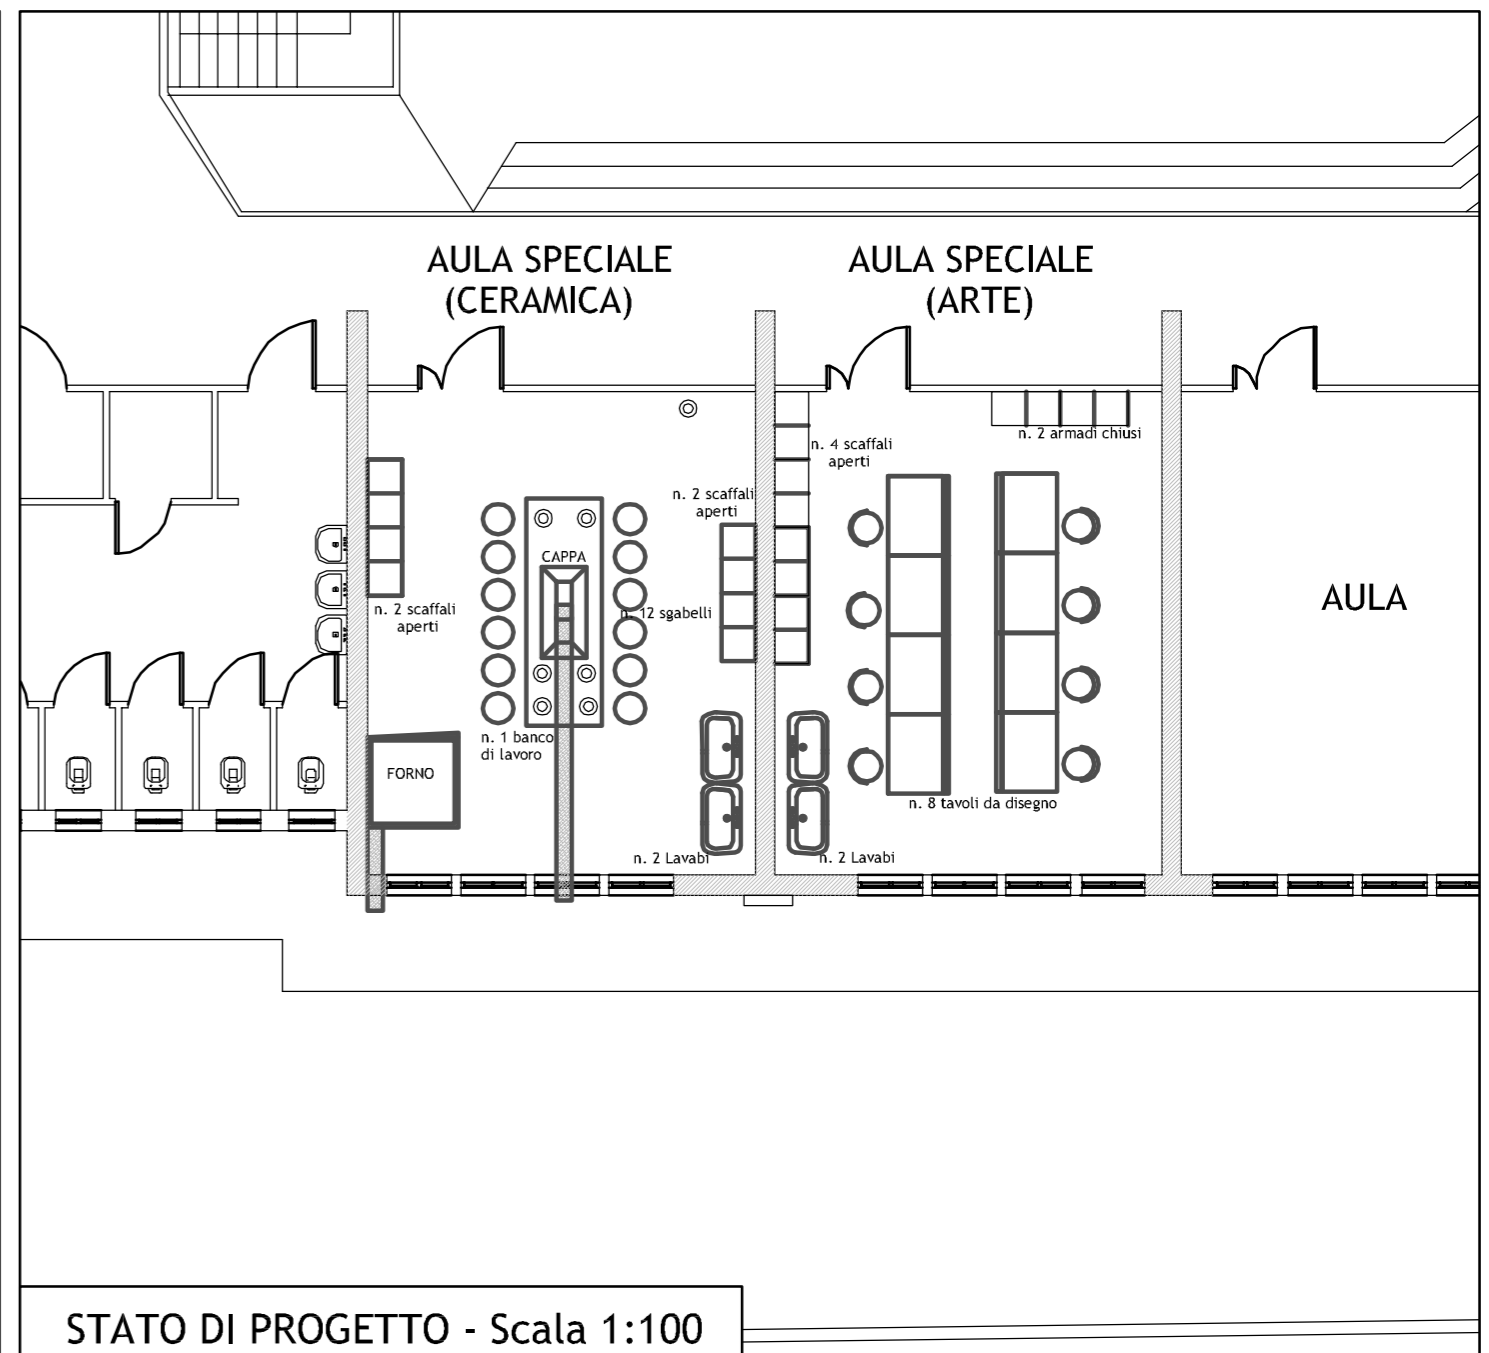 AULA SPECIALE
(CERAMICA)
AULA SPECIALE
(ARTE)
n. 2 armadi chiusi
n. 4 scaffali
aperti
n. 2 scaffali
aperti
CAPPA
n. 2 scaffali
aperti
n. 12 sgabelli
AULA
n. 1 banco
di lavoro
FORNO
n. 8 tavoli da disegno
n. 2 Lavabi
n. 2 Lavabi
STATO DI PROGETTO - Scala 1:100